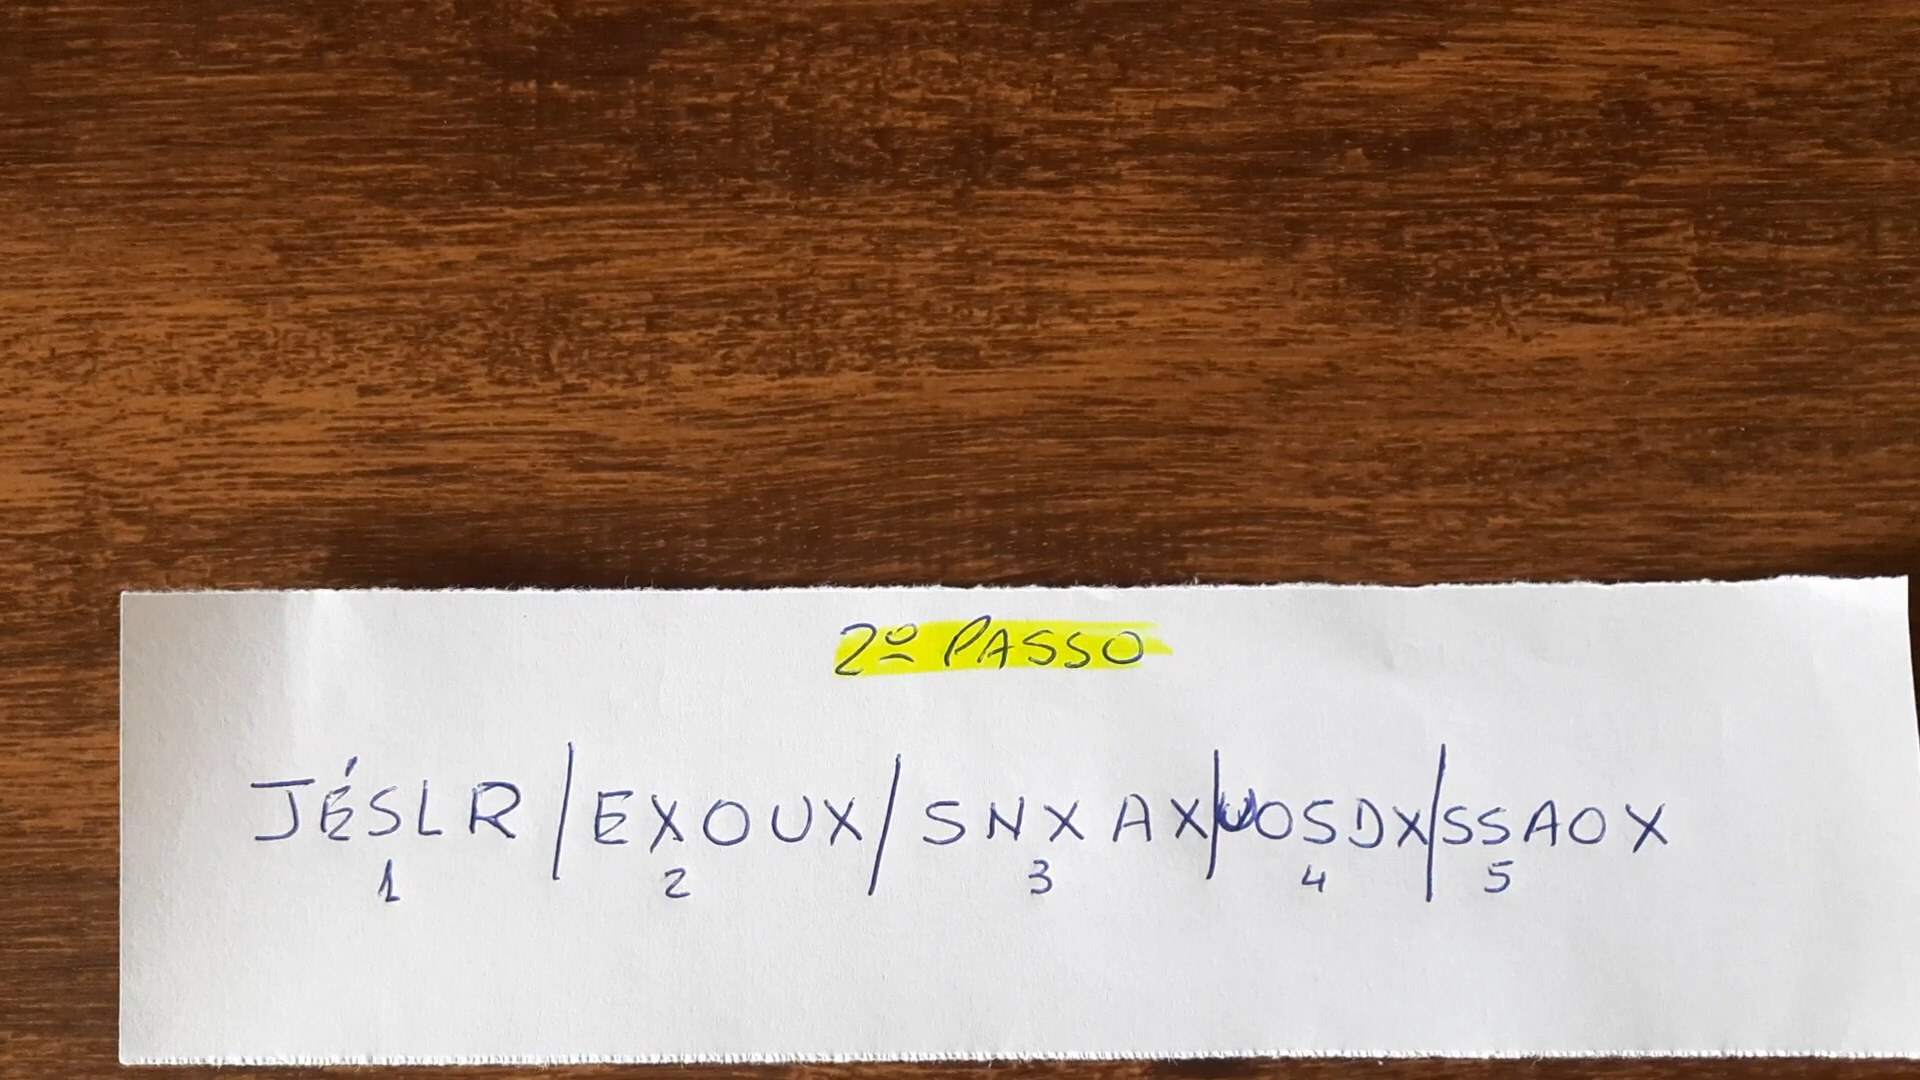 2º PASSO
JÉSLR / EXOUX / SNXAX / UOSDX / SSAOX
1 2 3 4 5